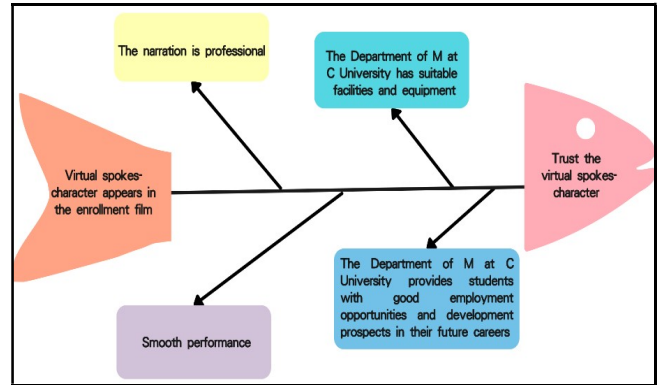 The narration is professional
The Department of M at
C University has suitable
facilities and equipment
Virtual spokes-
character appears in
the enrollment film
Trust the
virtual spokes-
character
The Department of M at C
University provides students
with good employment
opportunities and development
prospects in their future careers
Smooth performance